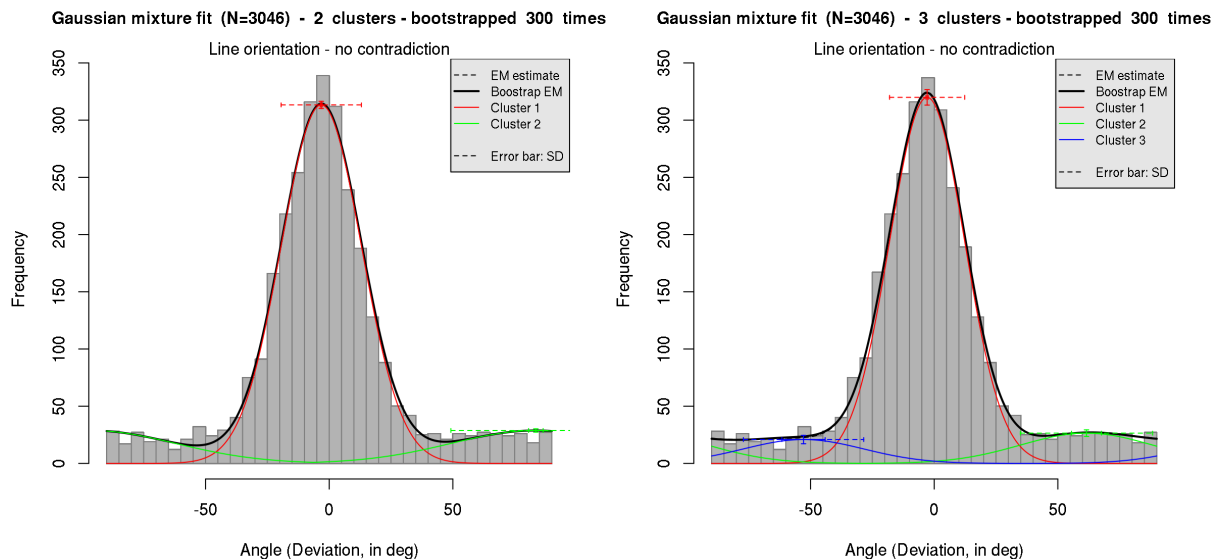 Gaussian mixture fit (N=3046) - 2 clusters - bootstrapped 300 times
Line orientation - no contradiction
350
300
250
200
150
100
50
0
Frequency
EM estimate
Boostrap EM
Cluster 1
Cluster 2
Error bar: SD
-50
0
50
Angle (Deviation, in deg)
Gaussian mixture fit (N=3046) - 3 clusters - bootstrapped 300 times
Line orientation - no contradiction
350
300
250
200
150
100
50
0
Frequency
EM estimate
Boostrap EM
Cluster 1
Cluster 2
Cluster 3
Error bar: SD
-50
0
50
Angle (Deviation, in deg)